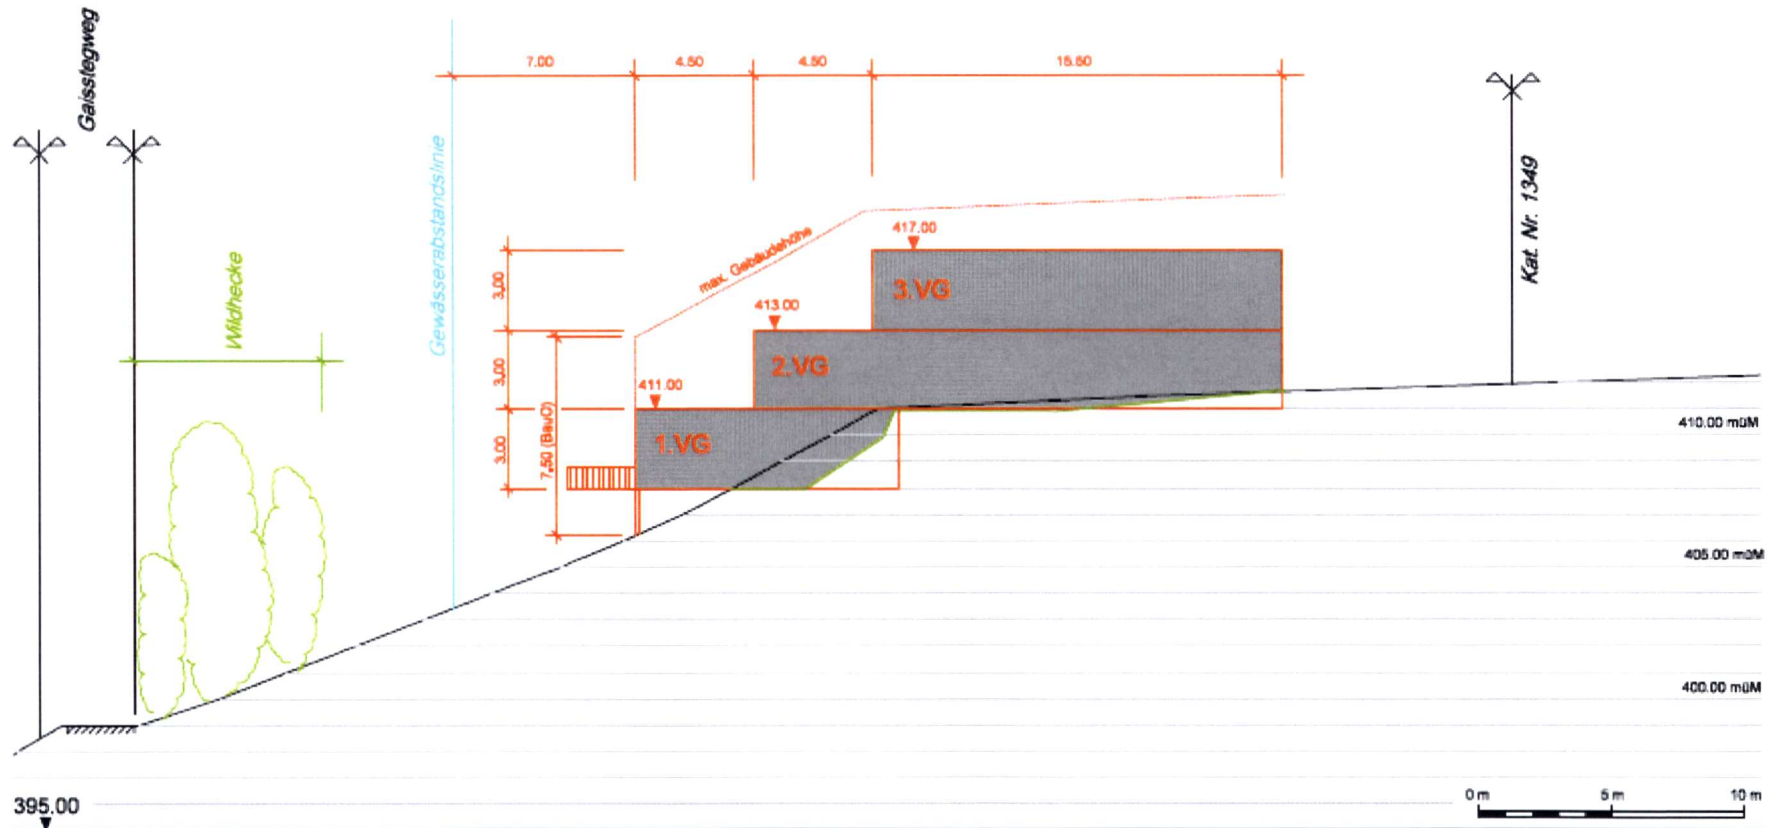 Gaisstegweg
Wildhecke
Gewässerabstandslinie
7.00
4.50
4.50
15.50
Kat. Nr. 1349
max. Gebäudehöhe
417.00
3.VG
3,00
413.00
2.VG
3,00
411.00
1.VG
3,00
7,50 (BauO)
410.00 müM
405.00 müM
400.00 müM
395.00
0 m
5 m
10 m